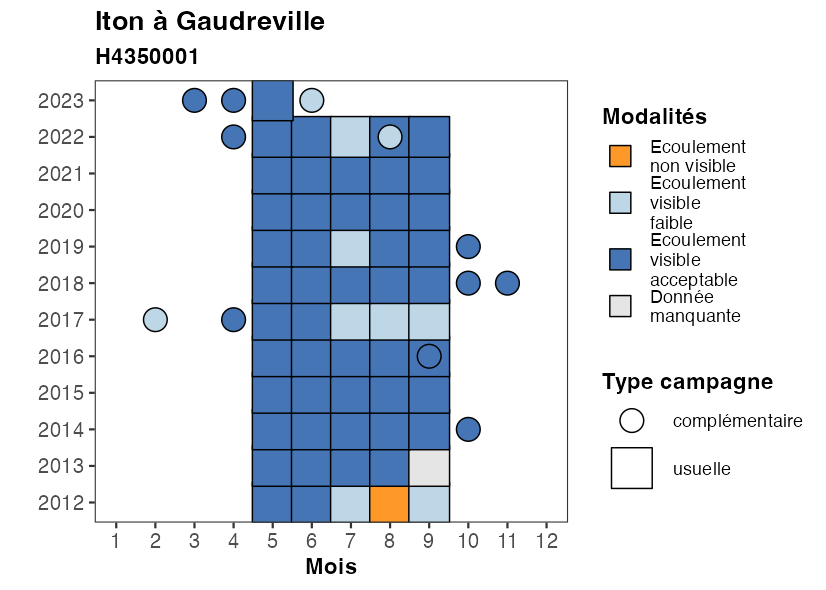 Iton à Gaudreville
H4350001
2023
2022
2021
2020
2019
2018
2017
2016
2015
2014
2013
2012
1 2 3 4 5 6 7 8 9 10 11 12
Mois
Modalités
Ecoulement
non visible
Ecoulement
visible
faible
Ecoulement
visible
acceptable
Donnée
manquante
Type campagne
complémentaire
usuelle